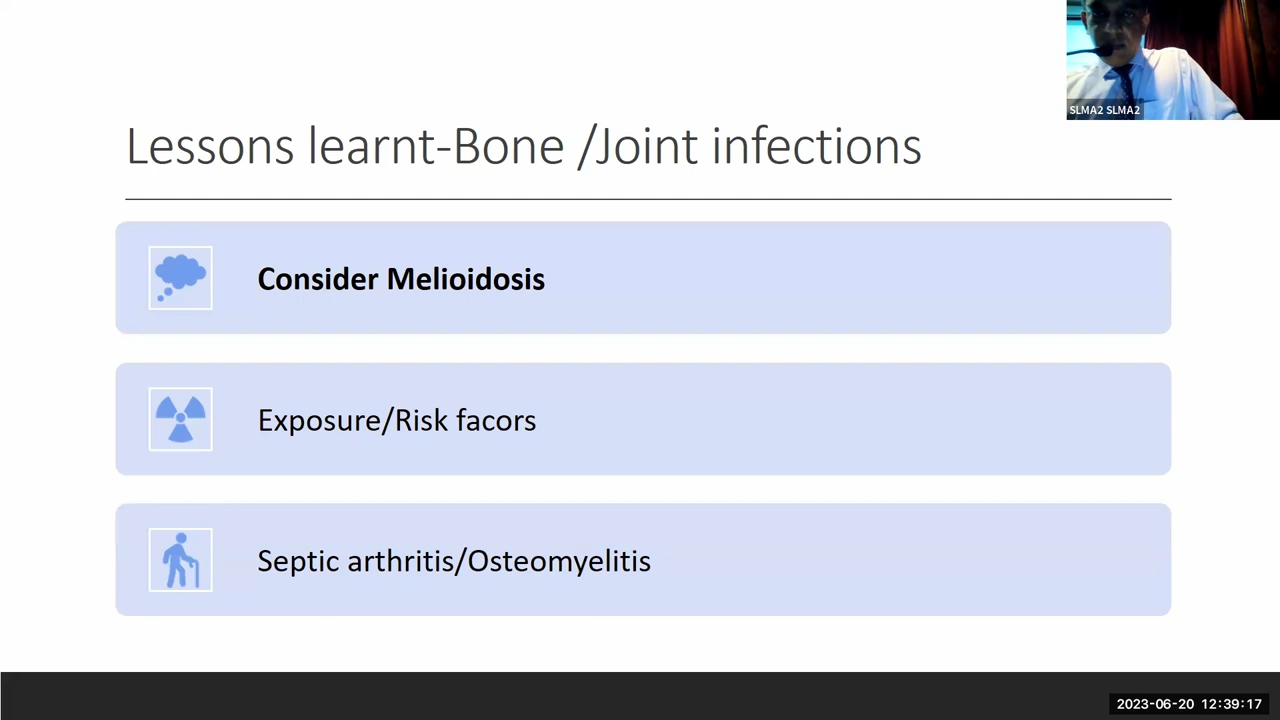 SLMA2 SLMA2
Lessons learnt-Bone /Joint infections
Consider Melioidosis
Exposure/Risk facors
Septic arthritis/Osteomyelitis
2023-06-20 12:39:17